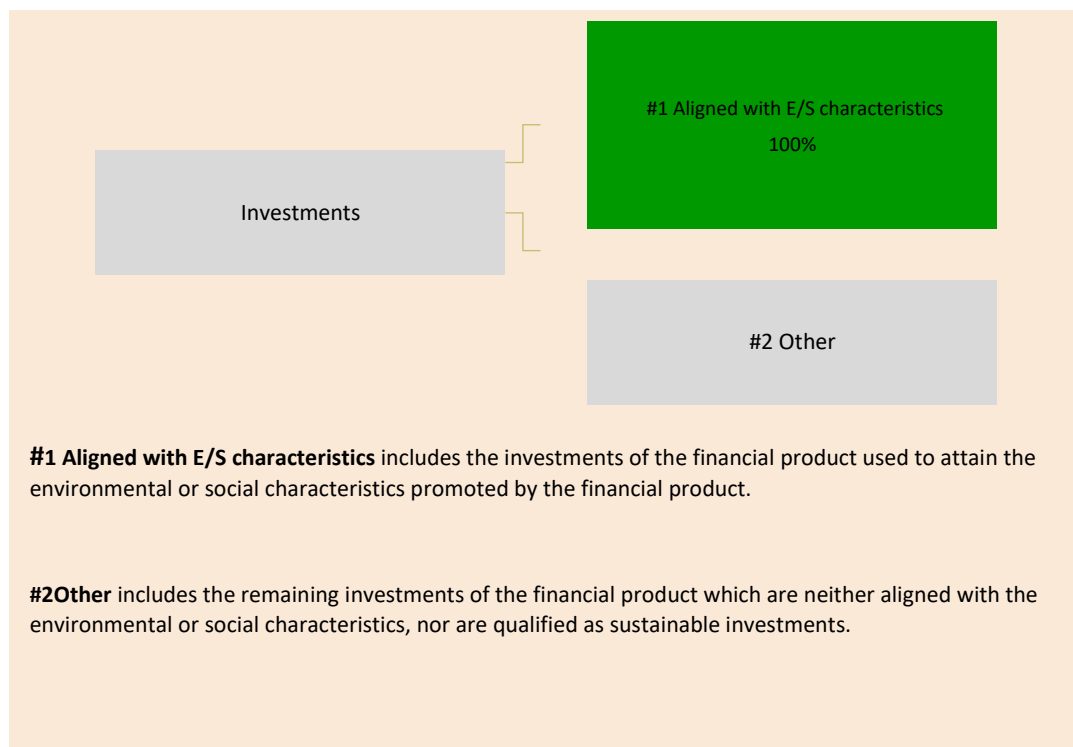 #1 Aligned with E/S characteristics
100%
Investments
#2 Other
#1 Aligned with E/S characteristics includes the investments of the financial product used to attain the
environmental or social characteristics promoted by the financial product.
#2Other includes the remaining investments of the financial product which are neither aligned with the
environmental or social characteristics, nor are qualified as sustainable investments.